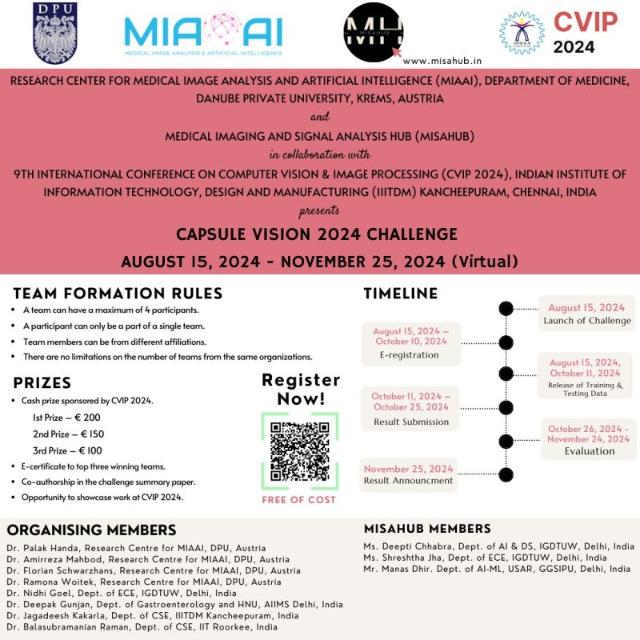 DPU
MIAAI
MEDICAL IMAGE ANALYSIS & ARTIFICIAL INTELLIGENCE
MH
MISAHUB
www.misahub.in
CVIP
2024
RESEARCH CENTER FOR MEDICAL IMAGE ANALYSIS AND ARTIFICIAL INTELLIGENCE (MIAAI), DEPARTMENT OF MEDICINE,
DANUBE PRIVATE UNIVERSITY, KREMS, AUSTRIA
and
MEDICAL IMAGING AND SIGNAL ANALYSIS HUB (MISAHUB)
in collaboration with
9TH INTERNATIONAL CONFERENCE ON COMPUTER VISION & IMAGE PROCESSING (CVIP 2024), INDIAN INSTITUTE OF
INFORMATION TECHNOLOGY, DESIGN AND MANUFACTURING (IIITDM) KANCHEEPURAM, CHENNAI, INDIA
presents
CAPSULE VISION 2024 CHALLENGE
AUGUST 15, 2024 - NOVEMBER 25, 2024 (Virtual)
TEAM FORMATION RULES
• A team can have a maximum of 4 participants.
• A participant can only be a part of a single team.
• Team members can be from different affiliations.
• There are no limitations on the number of teams from the same organizations.
PRIZES
• Cash prize sponsored by CVIP 2024.
1st Prize – € 200
2nd Prize – € 150
3rd Prize – € 100
• E-certificate to top three winning teams.
• Co-authorship in the challenge summary paper.
• Opportunity to showcase work at CVIP 2024.
Register
Now!
FREE OF COST
TIMELINE
August 15, 2024
Launch of Challenge
August 15, 2024 –
October 10, 2024
E-registration
August 15, 2024,
October 11, 2024
Release of Training &
Testing Data
October 11, 2024 –
October 25, 2024
Result Submission
October 26, 2024 -
November 24, 2024
Evaluation
November 25, 2024
Result Announcment
ORGANISING MEMBERS
Dr. Palak Handa, Research Centre for MIAAI, DPU, Austria
Dr. Amirreza Mahbod, Research Centre for MIAAI, DPU, Austria
Dr. Florian Schwarzhans, Research Centre for MIAAI, DPU, Austria
Dr. Ramona Woitek, Research Centre for MIAAI, DPU, Austria
Dr. Nidhi Goel, Dept. of ECE, IGDTUW, Delhi, India
Dr. Deepak Gunjan, Dept. of Gastroenterology and HNU, AIIMS Delhi, India
Dr. Jagadeesh Kakarla, Dept. of CSE, IIITDM Kancheepuram, India
Dr. Balasubramanian Raman, Dept. of CSE, IIT Roorkee, India
MISAHUB MEMBERS
Ms. Deepti Chhabra, Dept. of AI & DS, IGDTUW, Delhi, India
Ms. Shreshtha Jha, Dept. of ECE, IGDTUW, Delhi, India
Mr. Manas Dhir. Dept. of AI-ML, USAR, GGSIPU, Delhi, India